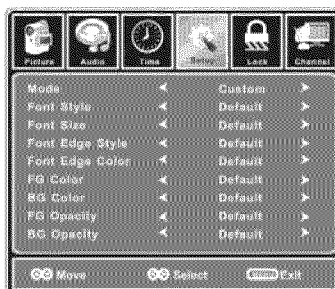 Picture Audio Time Setup Lock Channel
Mode Custom
Font Style Default
Font Size Default
Font Edge Style Default
Font Edge Color Default
FG Color Default
BG Color Default
FG Opacity Default
BG Opacity Default
Move Select MENU Exit